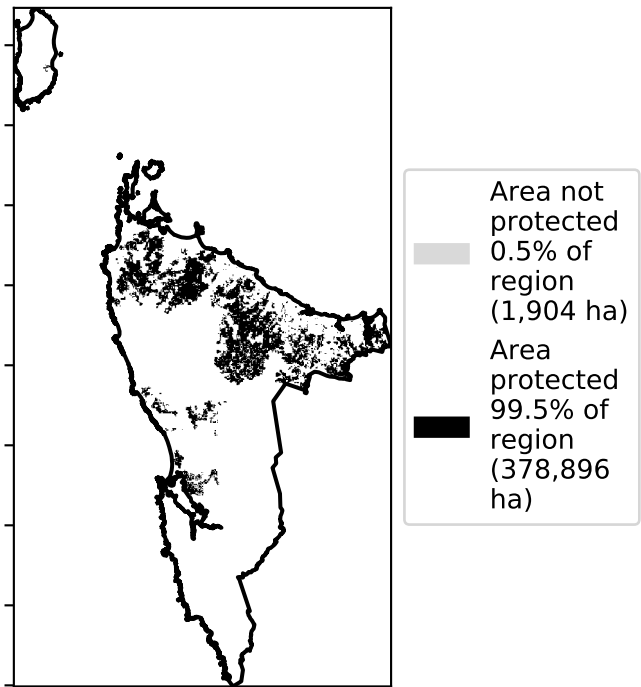 Area not
protected
0.5% of
region
(1,904 ha)
Area
protected
99.5% of
region
(378,896
ha)